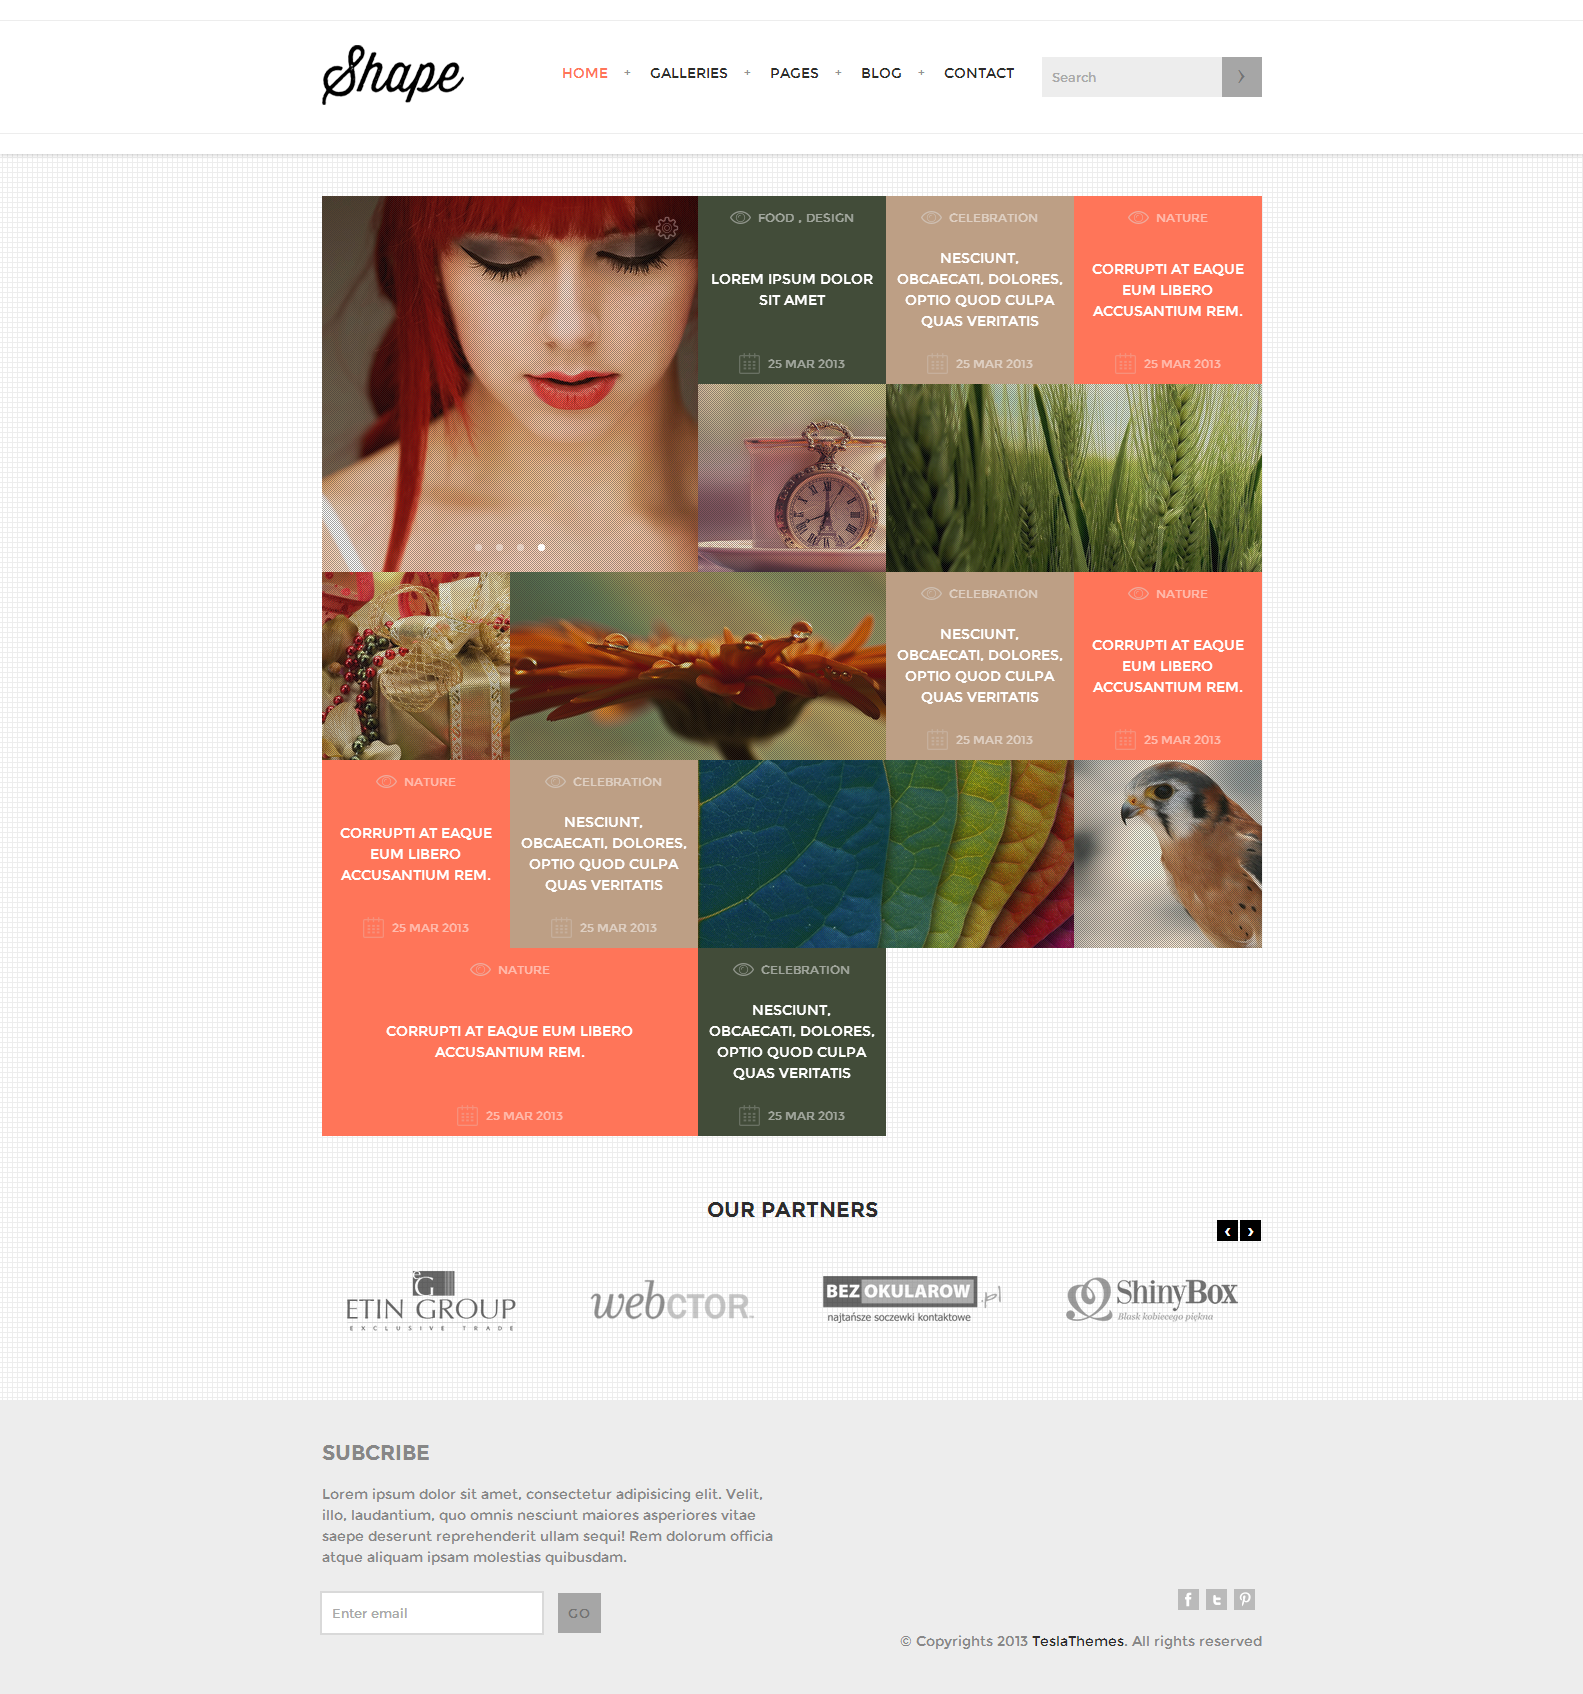 Shape
HOME + GALLERIES + PAGES + BLOG + CONTACT
Search
FOOD , DESIGN
LOREM IPSUM DOLOR
SIT AMET
25 MAR 2013
CELEBRATION
NESCIUNT,
OBCAECATI, DOLORES,
OPTIO QUOD CULPA
QUAS VERITATIS
25 MAR 2013
NATURE
CORRUPTI AT EAQUE
EUM LIBERO
ACCUSANTIUM REM.
25 MAR 2013
CELEBRATION
NESCIUNT,
OBCAECATI, DOLORES,
OPTIO QUOD CULPA
QUAS VERITATIS
25 MAR 2013
NATURE
CORRUPTI AT EAQUE
EUM LIBERO
ACCUSANTIUM REM.
25 MAR 2013
NATURE
CORRUPTI AT EAQUE
EUM LIBERO
ACCUSANTIUM REM.
25 MAR 2013
CELEBRATION
NESCIUNT,
OBCAECATI, DOLORES,
OPTIO QUOD CULPA
QUAS VERITATIS
25 MAR 2013
NATURE
CORRUPTI AT EAQUE EUM LIBERO
ACCUSANTIUM REM.
25 MAR 2013
CELEBRATION
NESCIUNT,
OBCAECATI, DOLORES,
OPTIO QUOD CULPA
QUAS VERITATIS
25 MAR 2013
OUR PARTNERS
eG
ETIN GROUP
EXCLUSIVE TRADE
webCTOR.
BEZ OKULAROW .pl
najtańsze soczewki kontaktowe
ShinyBox
Blask kobiecego piękna
SUBCRIBE
Lorem ipsum dolor sit amet, consectetur adipisicing elit. Velit,
illo, laudantium, quo omnis nesciunt maiores asperiores vitae
saepe deserunt reprehenderit ullam sequi! Rem dolorum officia
atque aliquam ipsam molestias quibusdam.
Enter email
GO
© Copyrights 2013 TeslaThemes. All rights reserved